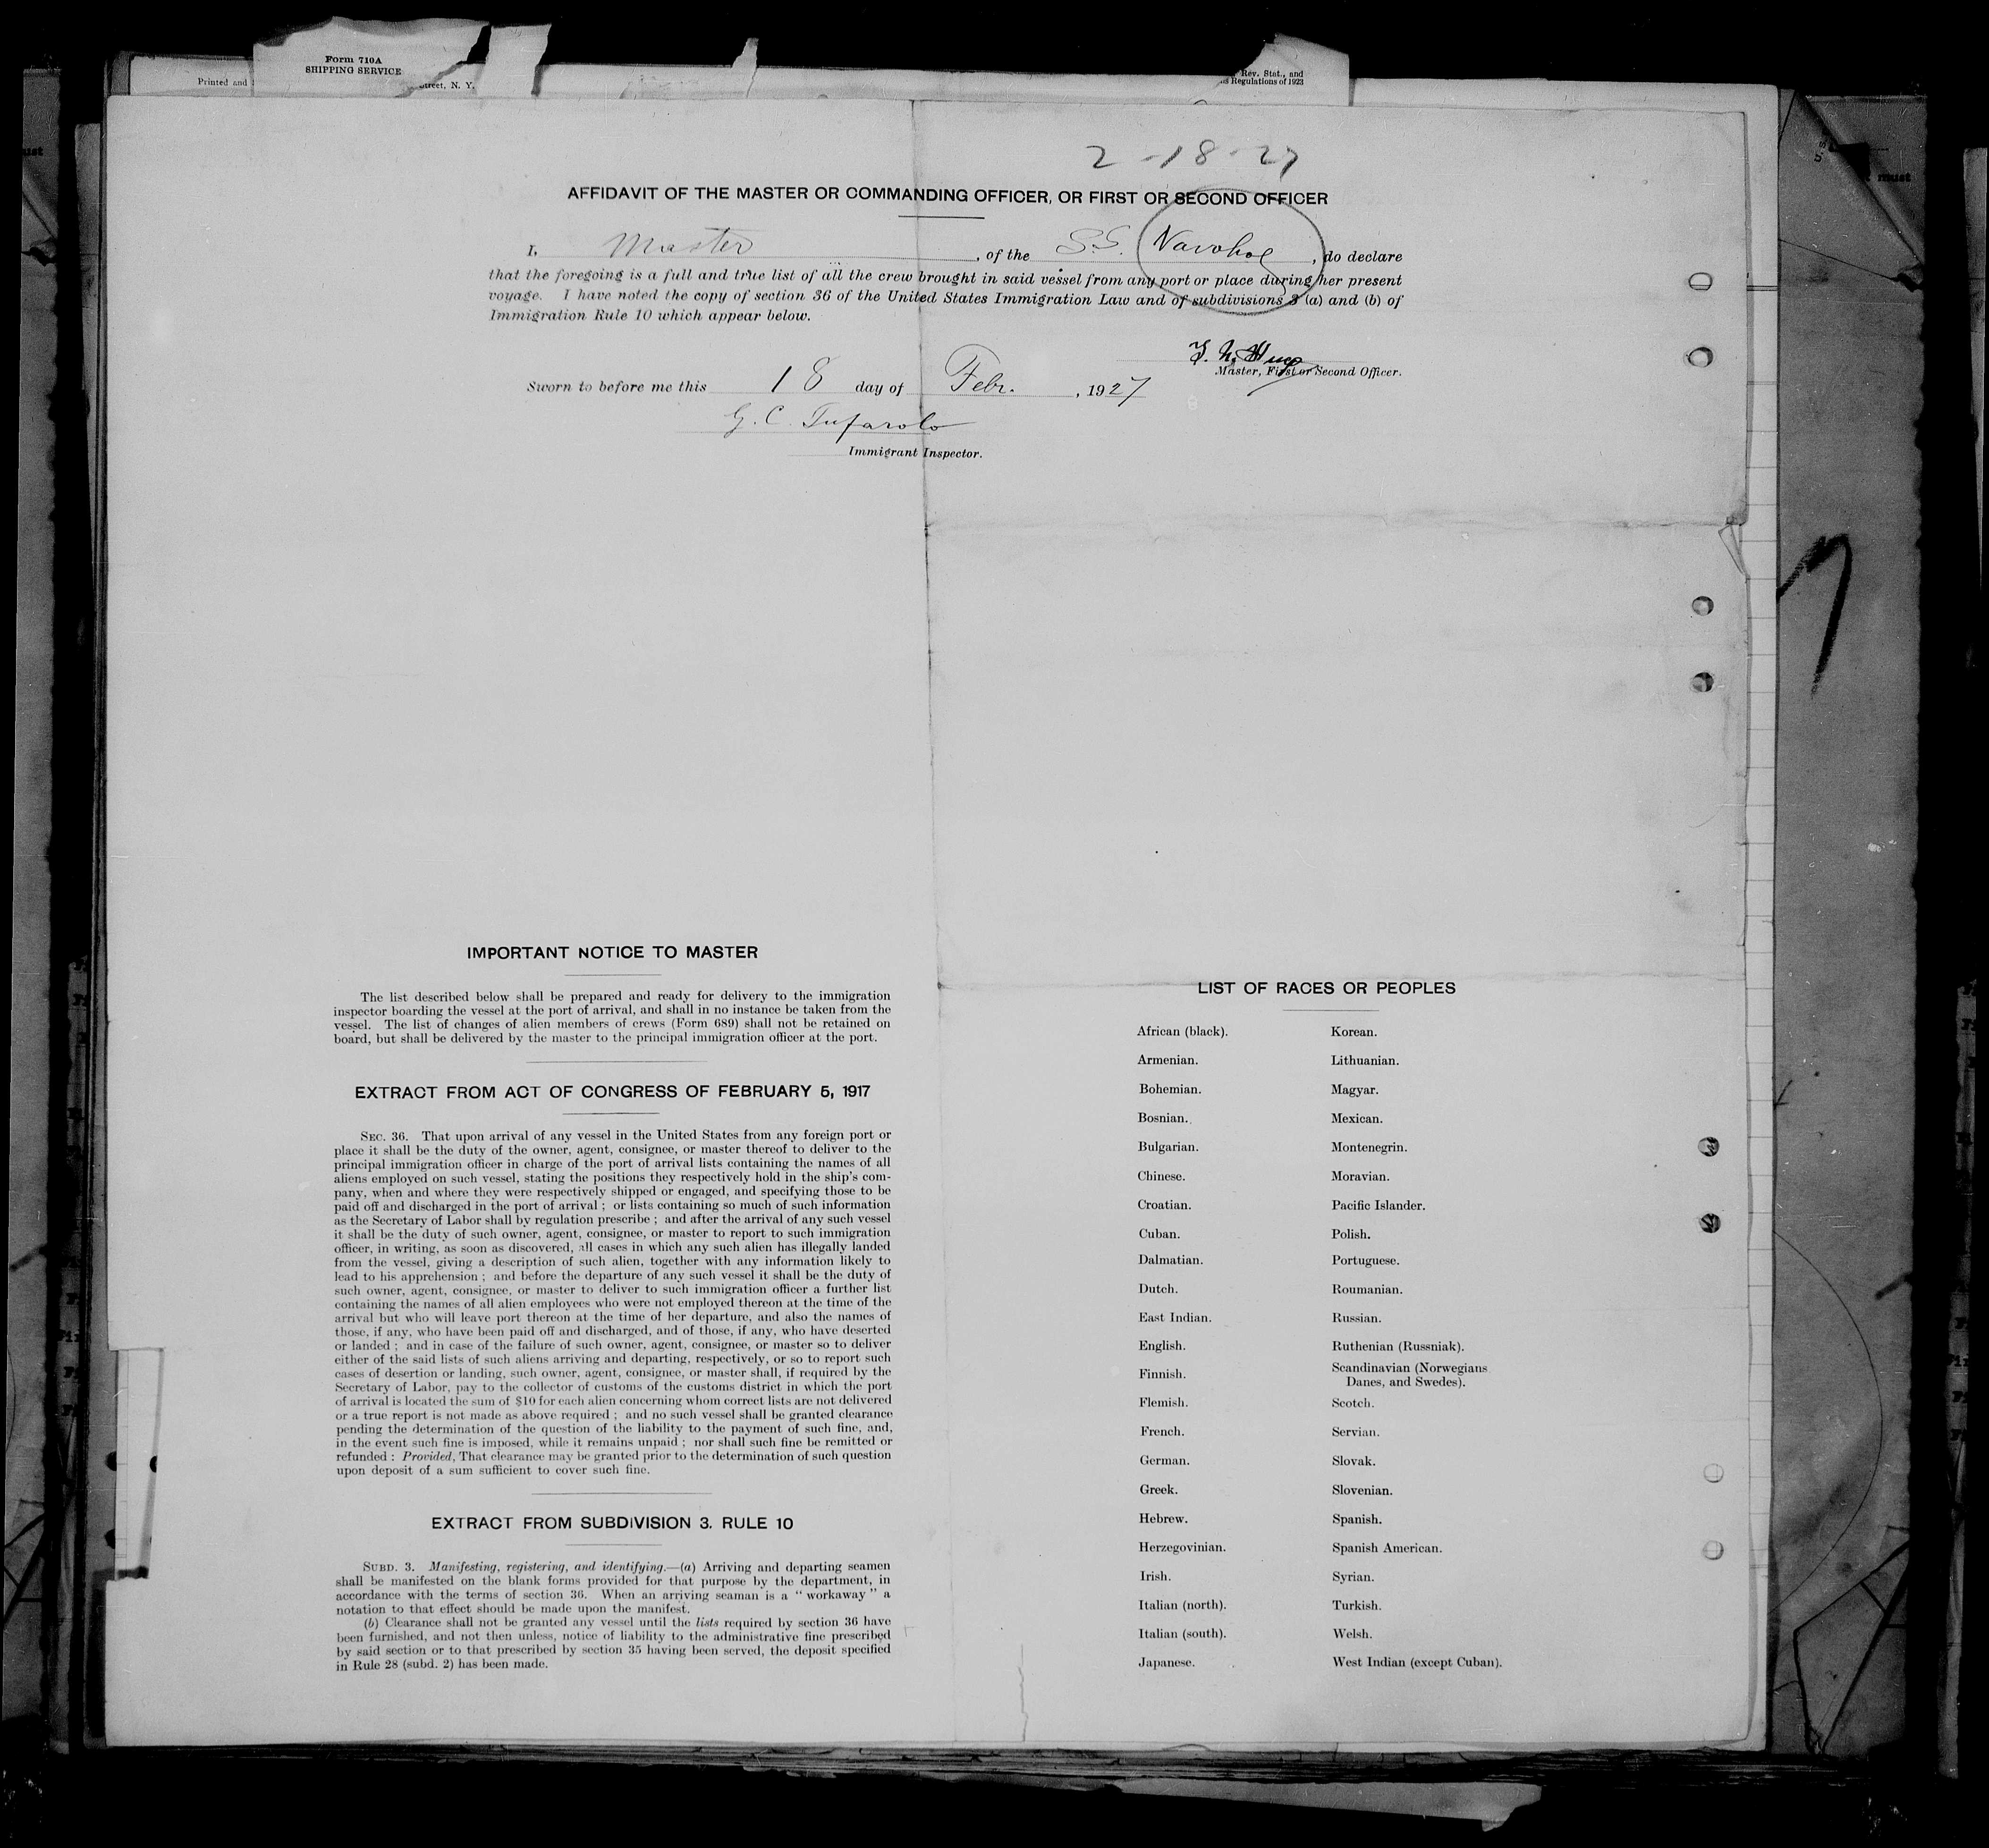 Form 710A
SHIPPING SERVICE
Printed and
Street, N. Y.
Rev. Stat., and
Regulations of 1923
2-18-27
AFFIDAVIT OF THE MASTER OR COMMANDING OFFICER, OR FIRST OR SECOND OFFICER
I, Master, of the S.S., do declare
that the foregoing is a full and true list of all the crew brought in said vessel from any port or place during her present
voyage. I have noted the copy of section 36 of the United States Immigration Law and of subdivisions 3 (a) and (b) of
Immigration Rule 10 which appear below.
Master, First or Second Officer.
Sworn to before me this 18 day of Febr., 1927
G. C. Tufarolo
Immigrant Inspector.
IMPORTANT NOTICE TO MASTER
The list described below shall be prepared and ready for delivery to the immigration
inspector boarding the vessel at the port of arrival, and shall in no instance be taken from the
vessel. The list of changes of alien members of crews (Form 689) shall not be retained on
board, but shall be delivered by the master to the principal immigration officer at the port.
EXTRACT FROM ACT OF CONGRESS OF FEBRUARY 5, 1917
SEC. 36. That upon arrival of any vessel in the United States from any foreign port or
place it shall be the duty of the owner, agent, consignee, or master thereof to deliver to the
principal immigration officer in charge of the port of arrival lists containing the names of all
aliens employed on such vessel, stating the positions they respectively hold in the ship's com-
pany, when and where they were respectively shipped or engaged, and specifying those to be
paid off and discharged in the port of arrival; or lists containing so much of such information
as the Secretary of Labor shall by regulation prescribe; and after the arrival of any such vessel
it shall be the duty of such owner, agent, consignee, or master to report to such immigration
officer, in writing, as soon as discovered, all cases in which any such alien has illegally landed
from the vessel, giving a description of such alien, together with any information likely to
lead to his apprehension; and before the departure of any such vessel it shall be the duty of
such owner, agent, consignee, or master to deliver to such immigration officer a further list
containing the names of all alien employees who were not employed thereon at the time of the
arrival but who will leave port thereon at the time of her departure, and also the names of
those, if any, who have been paid off and discharged, and of those, if any, who have deserted
or landed; and in case of the failure of such owner, agent, consignee, or master so to deliver
either of the said lists of such aliens arriving and departing, respectively, or so to report such
cases of desertion or landing, such owner, agent, consignee, or master shall, if required by the
Secretary of Labor, pay to the collector of customs of the customs district in which the port
of arrival is located the sum of $10 for each alien concerning whom correct lists are not delivered
or a true report is not made as above required; and no such vessel shall be granted clearance
pending the determination of the question of the liability to the payment of such fine, and,
in the event such fine is imposed, while it remains unpaid; nor shall such fine be remitted or
refunded: Provided, That clearance may be granted prior to the determination of such question
upon deposit of a sum sufficient to cover such fine.
EXTRACT FROM SUBDIVISION 3. RULE 10
SUBD. 3. Manifesting, registering, and identifying.—(a) Arriving and departing seamen
shall be manifested on the blank forms provided for that purpose by the department, in
accordance with the terms of section 36. When an arriving seaman is a "workaway" a
notation to that effect should be made upon the manifest.
(b) Clearance shall not be granted any vessel until the lists required by section 36 have
been furnished, and not then unless, notice of liability to the administrative fine prescribed
by said section or to that prescribed by section 35 having been served, the deposit specified
in Rule 28 (subd. 2) has been made.
LIST OF RACES OR PEOPLES
African (black).
Armenian.
Bohemian.
Bosnian.
Bulgarian.
Chinese.
Croatian.
Cuban.
Dalmatian.
Dutch.
East Indian.
English.
Finnish.
Flemish.
French.
German.
Greek.
Hebrew.
Herzegovinian.
Irish.
Italian (north).
Italian (south).
Japanese.
Korean.
Lithuanian.
Magyar.
Mexican.
Montenegrin.
Moravian.
Pacific Islander.
Polish.
Portuguese.
Roumanian.
Russian.
Ruthenian (Russniak).
Scandinavian (Norwegians
Danes, and Swedes).
Scotch.
Servian.
Slovak.
Slovenian.
Spanish.
Spanish American.
Syrian.
Turkish.
Welsh.
West Indian (except Cuban).